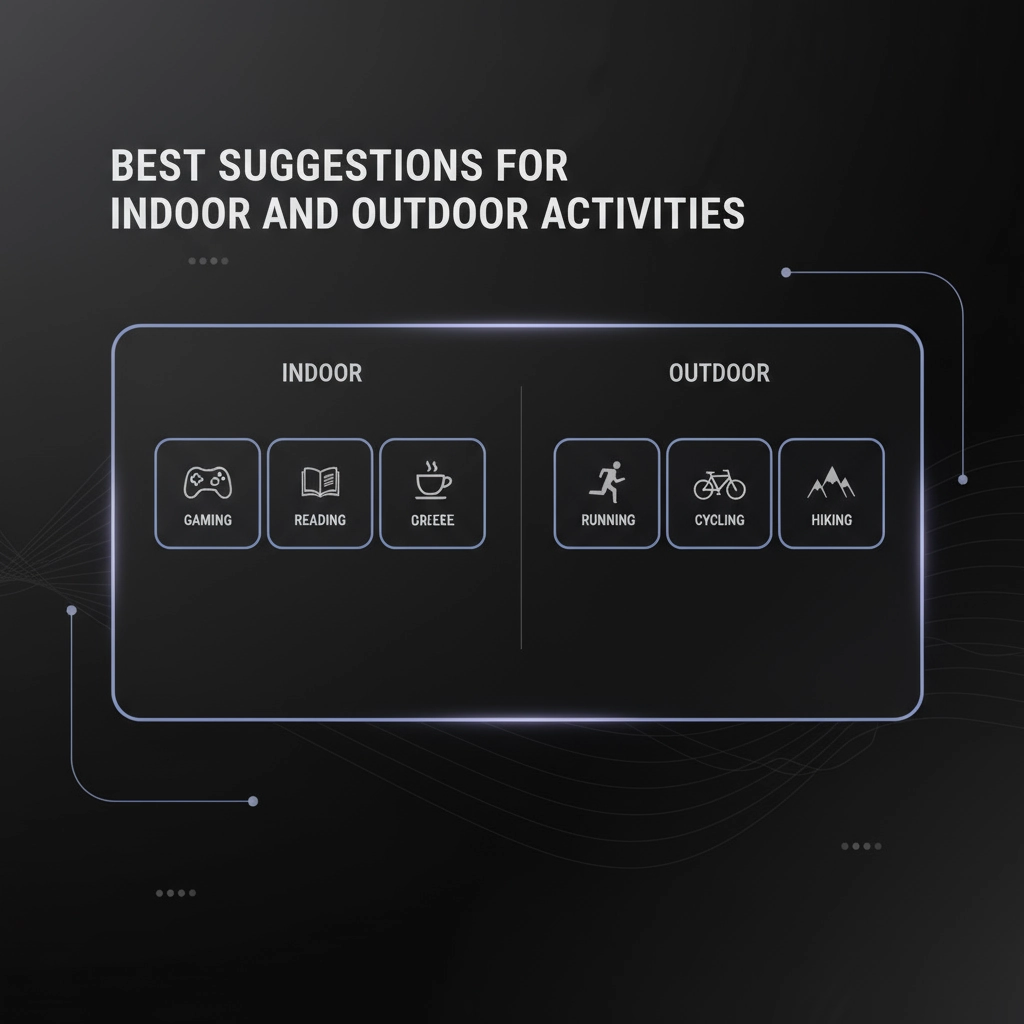 BEST SUGGESTIONS FOR
INDOOR AND OUTDOOR ACTIVITIES
INDOOR
OUTDOOR
GAMING
READING
RUNNING
CYCLING
HIKING